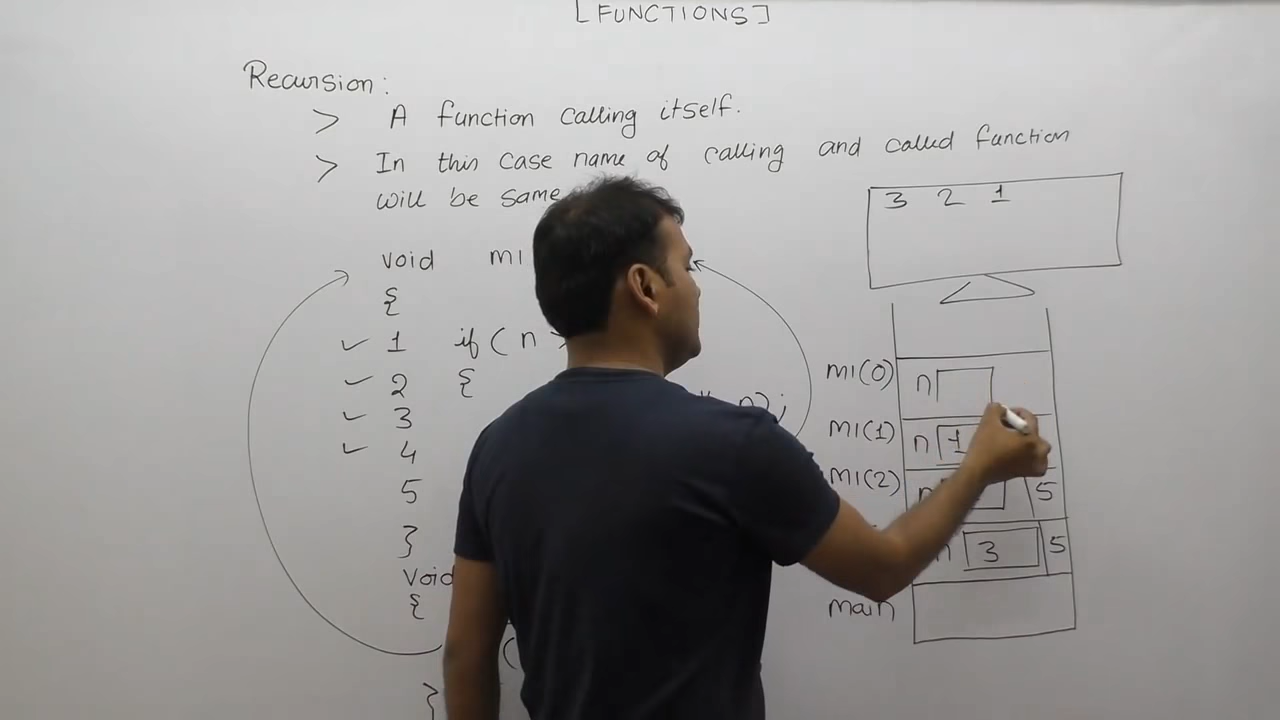 [FUNCTIONS]
Recursion:
> A function calling itself.
> In this case name of calling and called function
will be same
void m1
{
✓ 1 if ( n >
✓ 2 {
✓ 3 n);
✓ 4
5
}
void
{
(
}
3 2 1
m1(0) n
m1(1) n 1
m1(2) n 5
n 3 5
main